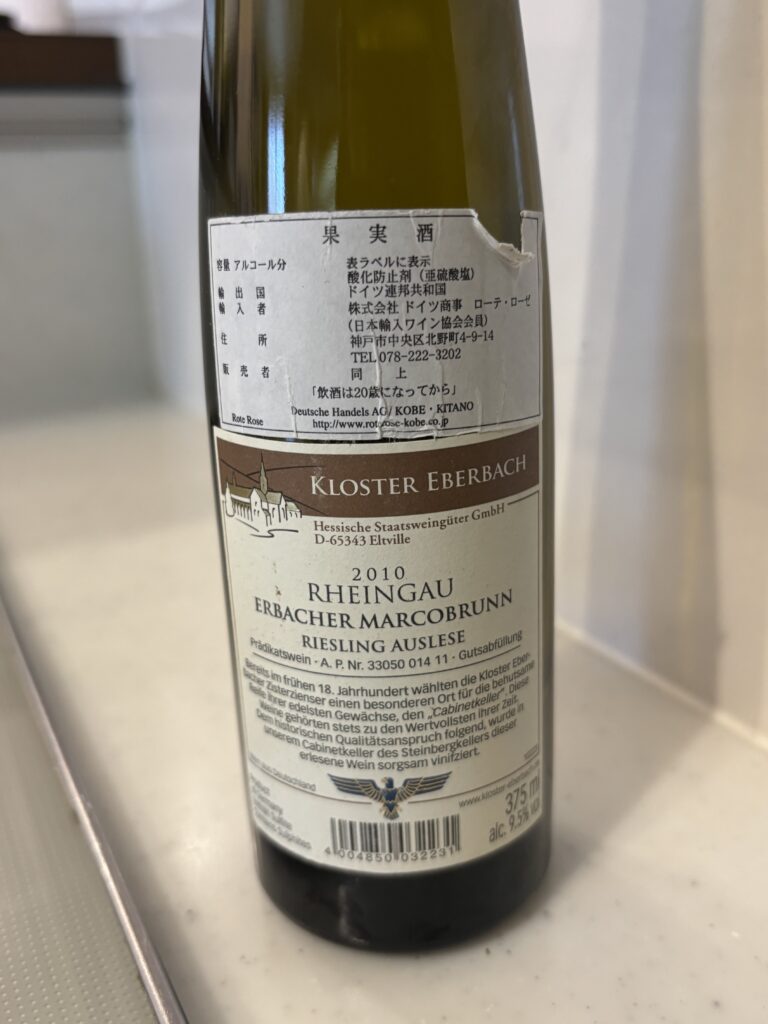 果 実 酒
容量 アルコール分 表ラベルに表示
酸化防止剤（亜硫酸塩）
輸 出 国 ドイツ連邦共和国
輸 入 者 株式会社 ドイツ商事 ローテ・ローゼ
(日本輸入ワイン協会会員)
住 所 神戸市中央区北野町4-9-14
TEL 078-222-3202
販 売 者 同 上
「飲酒は20歳になってから」
Rote Rose Deutsche Handels AG/ KOBE・KITANO
http://www.roterose-kobe.co.jp
KLOSTER EBERBACH
Hessische Staatsweingüter GmbH
D-65343 Eltville
2010
RHEINGAU
ERBACHER MARCOBRUNN
RIESLING AUSLESE
Prädikatswein · A. P. Nr. 33050 014 11 · Gutsabfüllung
Bereits im frühen 18. Jahrhundert wählten die Kloster Eber-
bacher Zisterzienser einen besonderen Ort für die behutsame
Reife ihrer edelsten Gewächse, den „Cabinetkeller“. Diese
Weine gehörten stets zu den Wertvollsten ihrer Zeit.
Dem historischen Qualitätsanspruch folgend, wurde in
unserem Cabinetkeller des Steinbergkellers dieser
erlesene Wein sorgsam vinifiziert.
Deutschland
www.kloster-eberbach.de
375 ml
alc. 9,5% vol
Product
4 004850 032231